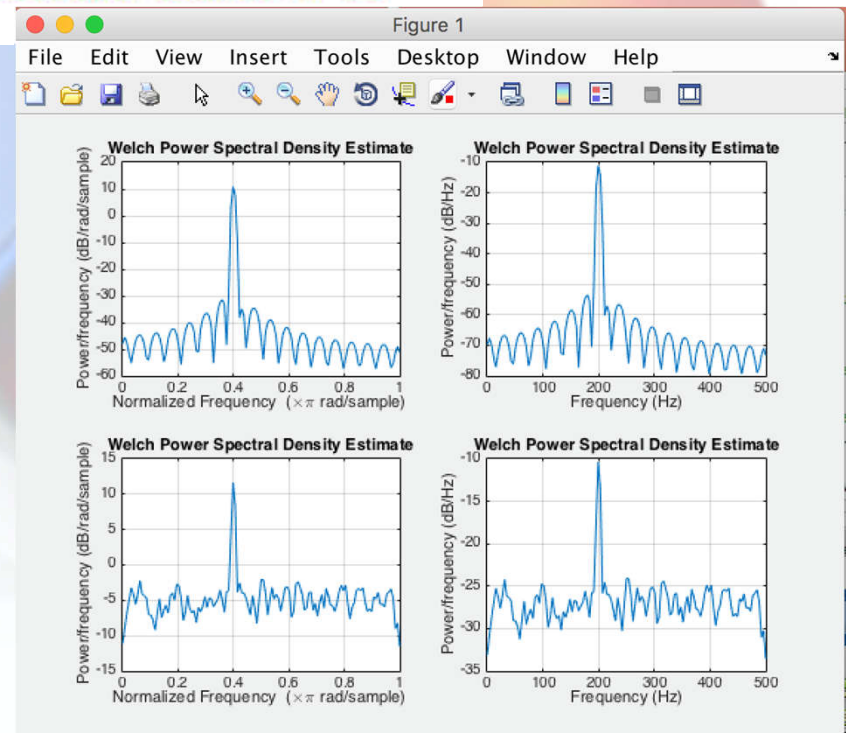 Figure 1
File Edit View Insert Tools Desktop Window Help
Welch Power Spectral Density Estimate
Power/frequency (dB/rad/sample)
20
10
0
-10
-20
-30
-40
-50
-60
0 0.2 0.4 0.6 0.8 1
Normalized Frequency (×π rad/sample)
Welch Power Spectral Density Estimate
Power/frequency (dB/Hz)
-10
-20
-30
-40
-50
-60
-70
-80
0 100 200 300 400 500
Frequency (Hz)
Welch Power Spectral Density Estimate
Power/frequency (dB/rad/sample)
15
10
5
0
-5
-10
-15
0 0.2 0.4 0.6 0.8 1
Normalized Frequency (×π rad/sample)
Welch Power Spectral Density Estimate
Power/frequency (dB/Hz)
-10
-15
-20
-25
-30
-35
0 100 200 300 400 500
Frequency (Hz)